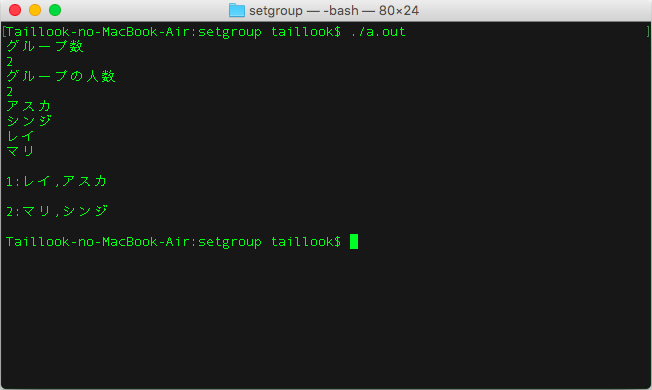 setgroup — -bash — 80×24
[Taillook-no-MacBook-Air:setgroup taillook$ ./a.out ]
グループ数
2
グループの人数
2
アスカ
シンジ
レイ
マリ
1:レイ,アスカ
2:マリ,シンジ
Taillook-no-MacBook-Air:setgroup taillook$